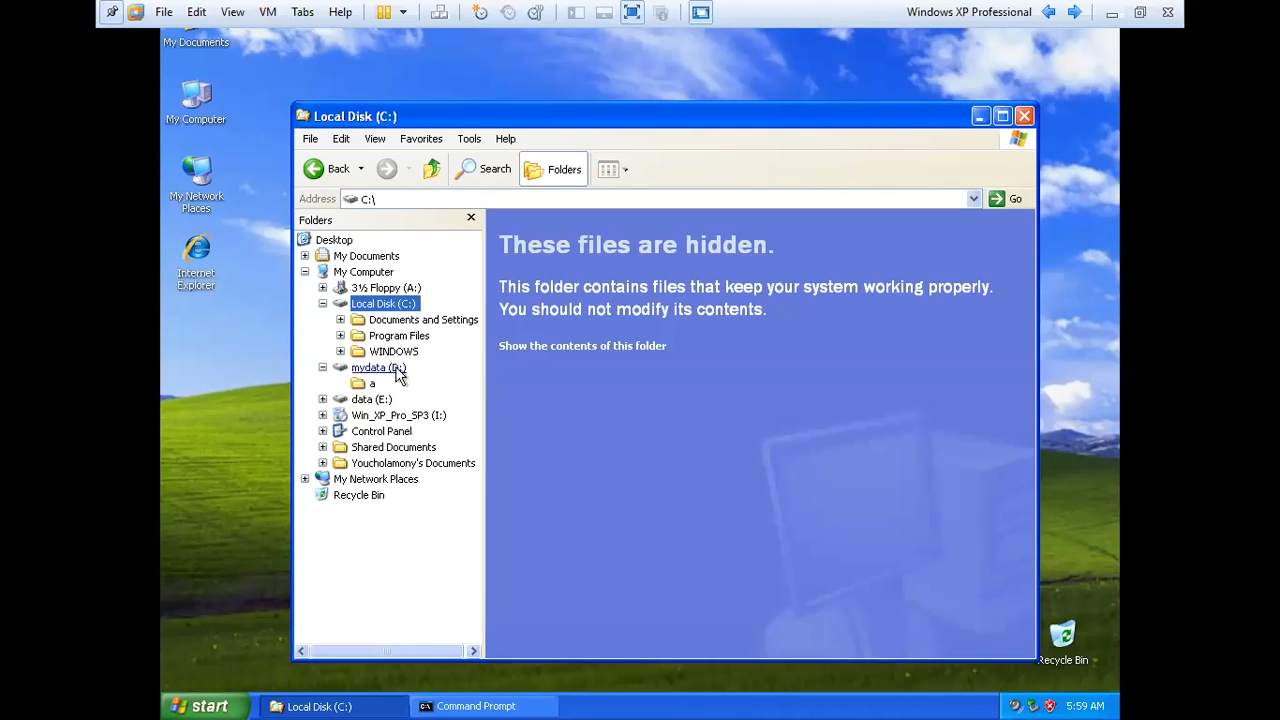 File Edit View VM Tabs Help
Windows XP Professional
My Documents
My Computer
My Network
Places
Internet
Explorer
Local Disk (C:)
File Edit View Favorites Tools Help
Back Search Folders
Address C:\ Go
Folders
Desktop
My Documents
My Computer
3½ Floppy (A:)
Local Disk (C:)
Documents and Settings
Program Files
WINDOWS
mydata (D:)
a
data (E:)
Win_XP_Pro_SP3 (I:)
Control Panel
Shared Documents
Youcholamony's Documents
My Network Places
Recycle Bin
These files are hidden.
This folder contains files that keep your system working properly.
You should not modify its contents.
Show the contents of this folder
Recycle Bin
start Local Disk (C:) Command Prompt 5:59 AM